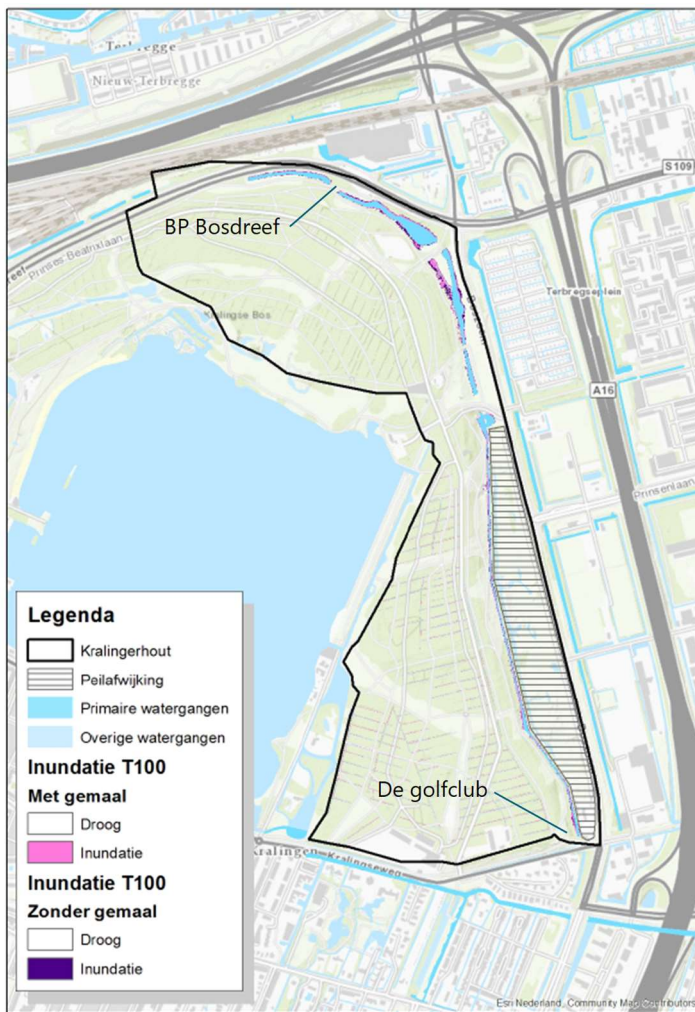 Terbregge
Nieuw-Terbregge
S109
BP Bosdreef
Prinses Beatrixlaan
Terbregseplein
Kralingse Bos
A16
Prinsenlaan
Legenda
Kralingerhout
Peilafwijking
Primaire watergangen
Overige watergangen
Inundatie T100
Met gemaal
Droog
Inundatie
Inundatie T100
Zonder gemaal
Droog
Inundatie
De golfclub
Kralingen
Kralingseweg
Esri Nederland, Community Map Contributors